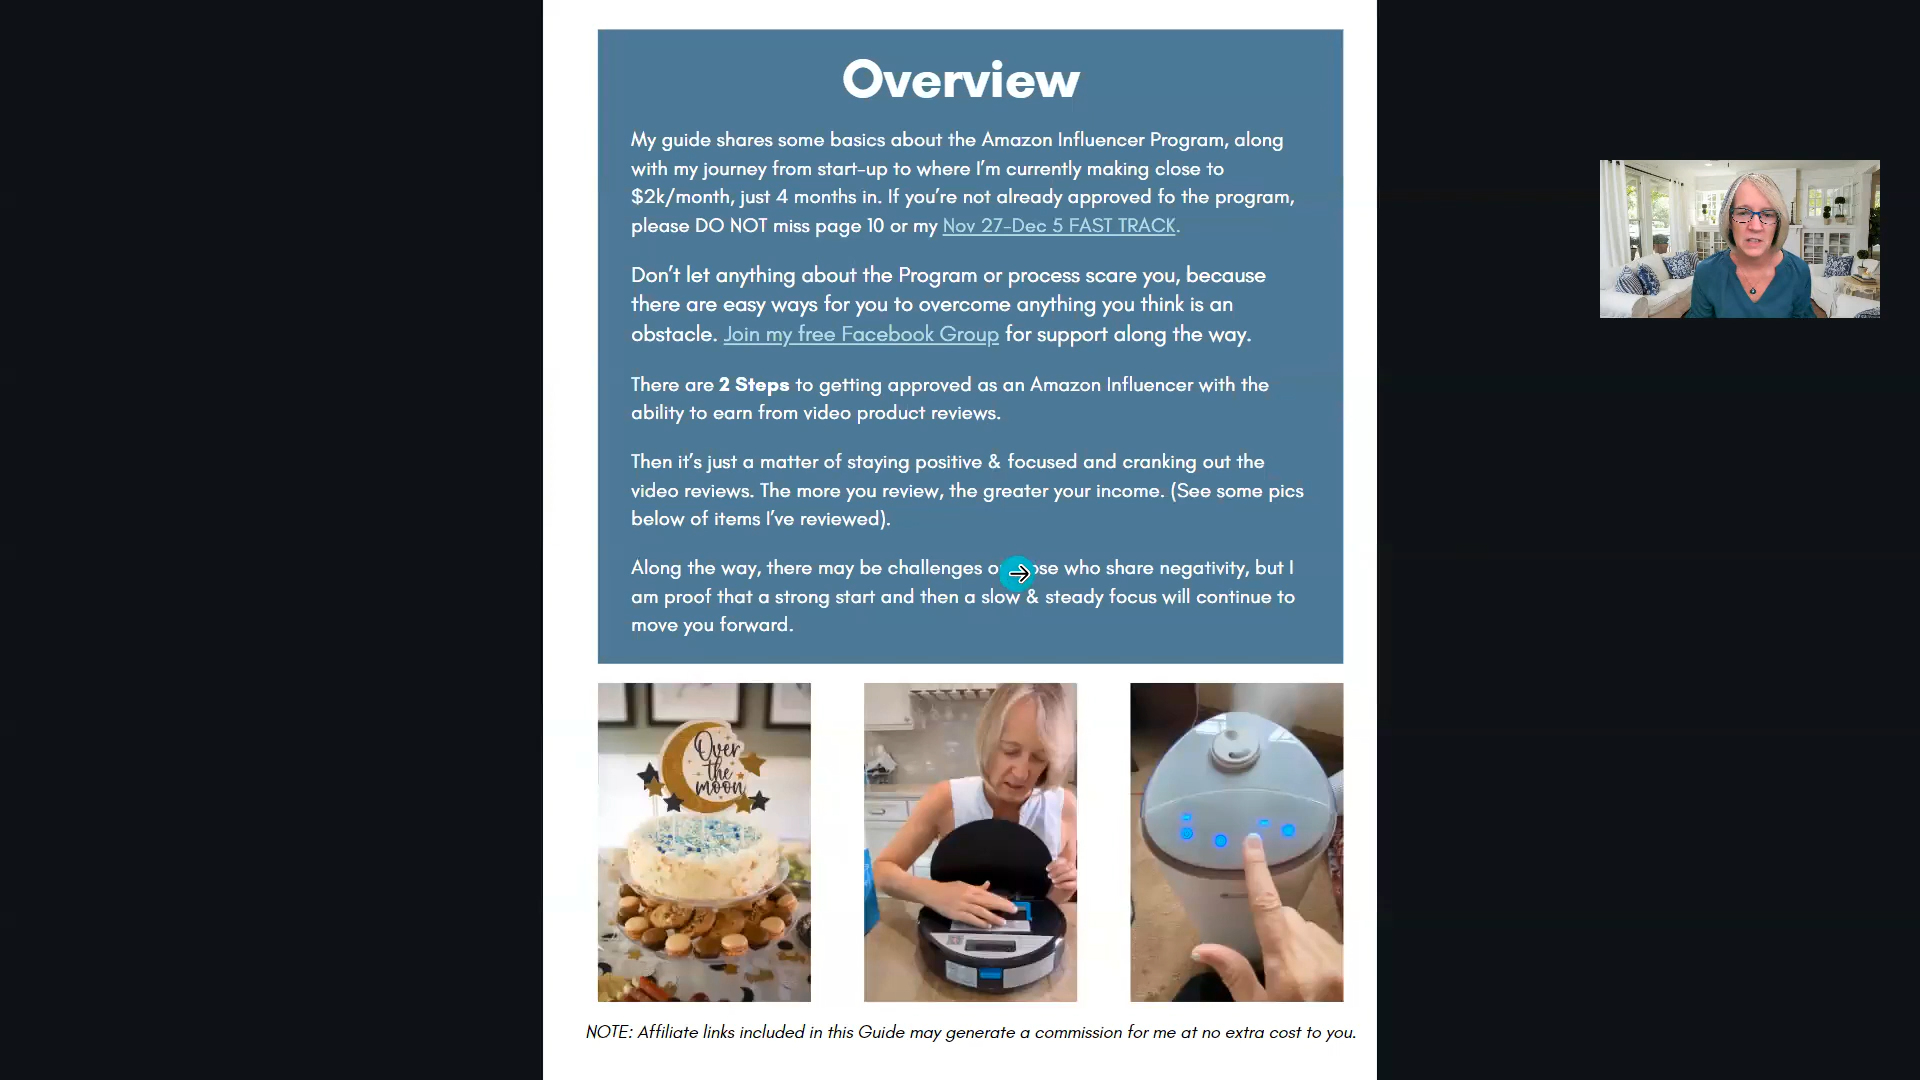 Overview
My guide shares some basics about the Amazon Influencer Program, along
with my journey from start-up to where I'm currently making close to
$2k/month, just 4 months in. If you're not already approved fo the program,
please DO NOT miss page 10 or my Nov 27-Dec 5 FAST TRACK.
Don't let anything about the Program or process scare you, because
there are easy ways for you to overcome anything you think is an
obstacle. Join my free Facebook Group for support along the way.
There are 2 Steps to getting approved as an Amazon Influencer with the
ability to earn from video product reviews.
Then it's just a matter of staying positive & focused and cranking out the
video reviews. The more you review, the greater your income. (See some pics
below of items I've reviewed).
Along the way, there may be challenges who share negativity, but I
am proof that a strong start and then a slow & steady focus will continue to
move you forward.
Over
the
moon
NOTE: Affiliate links included in this Guide may generate a commission for me at no extra cost to you.